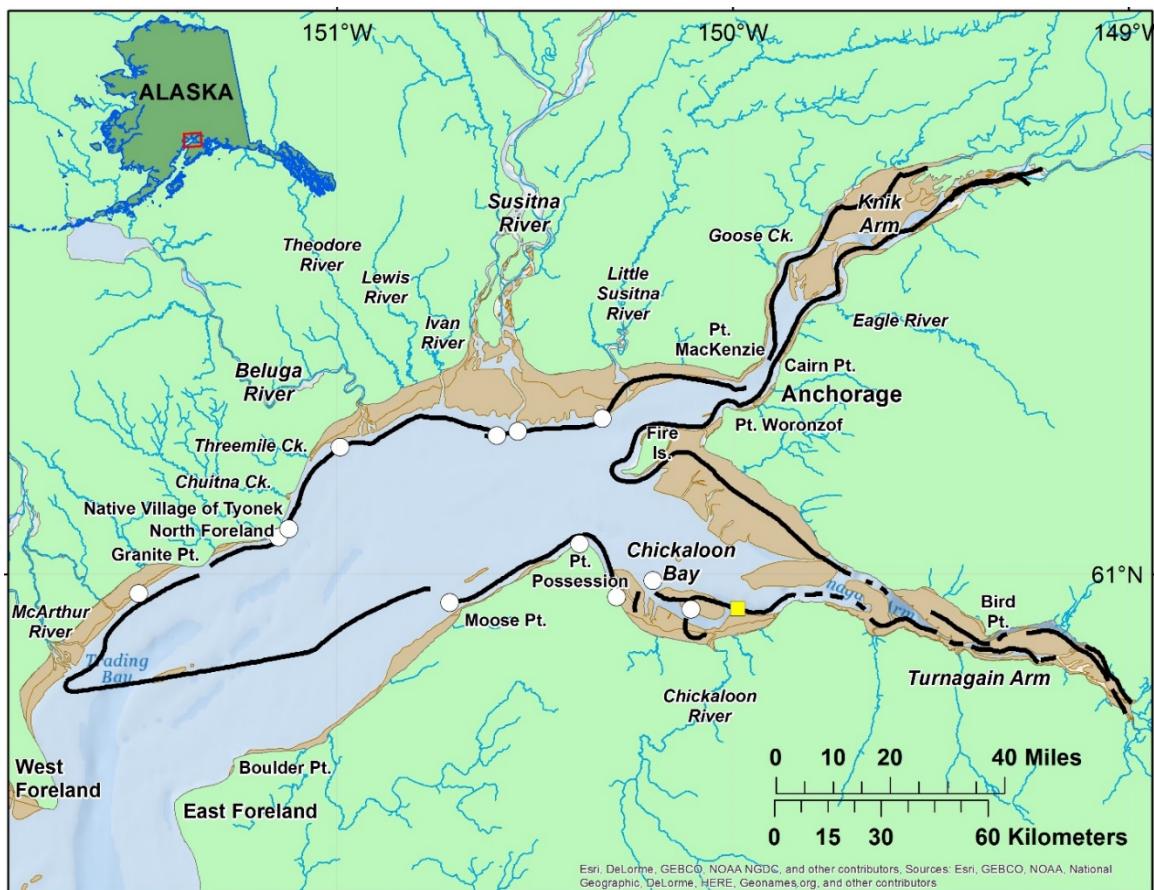 151°W
150°W
149°W
ALASKA
Susitna
River
Knik
Arm
Theodore
River
Goose Ck.
Lewis
River
Little
Susitna
River
Ivan
River
Pt.
MacKenzie
Eagle River
Beluga
River
Cairn Pt.
Anchorage
Threemile Ck.
Fire
Is.
Pt. Woronzof
Chuitna Ck.
Native Village of Tyonek
North Foreland
Granite Pt.
Chickaloon
Bay
Pt.
Possession
61°N
McArthur
River
Moose Pt.
Bird
Pt.
Trading
Bay
Turnagain Arm
Chickaloon
River
West
Foreland
Boulder Pt.
East Foreland
0 10 20 40 Miles
0 15 30 60 Kilometers
Esri, DeLorme, GEBCO, NOAA NGDC, and other contributors, Sources: Esri, GEBCO, NOAA, National
Geographic, DeLorme, HERE, Geonames.org, and other contributors